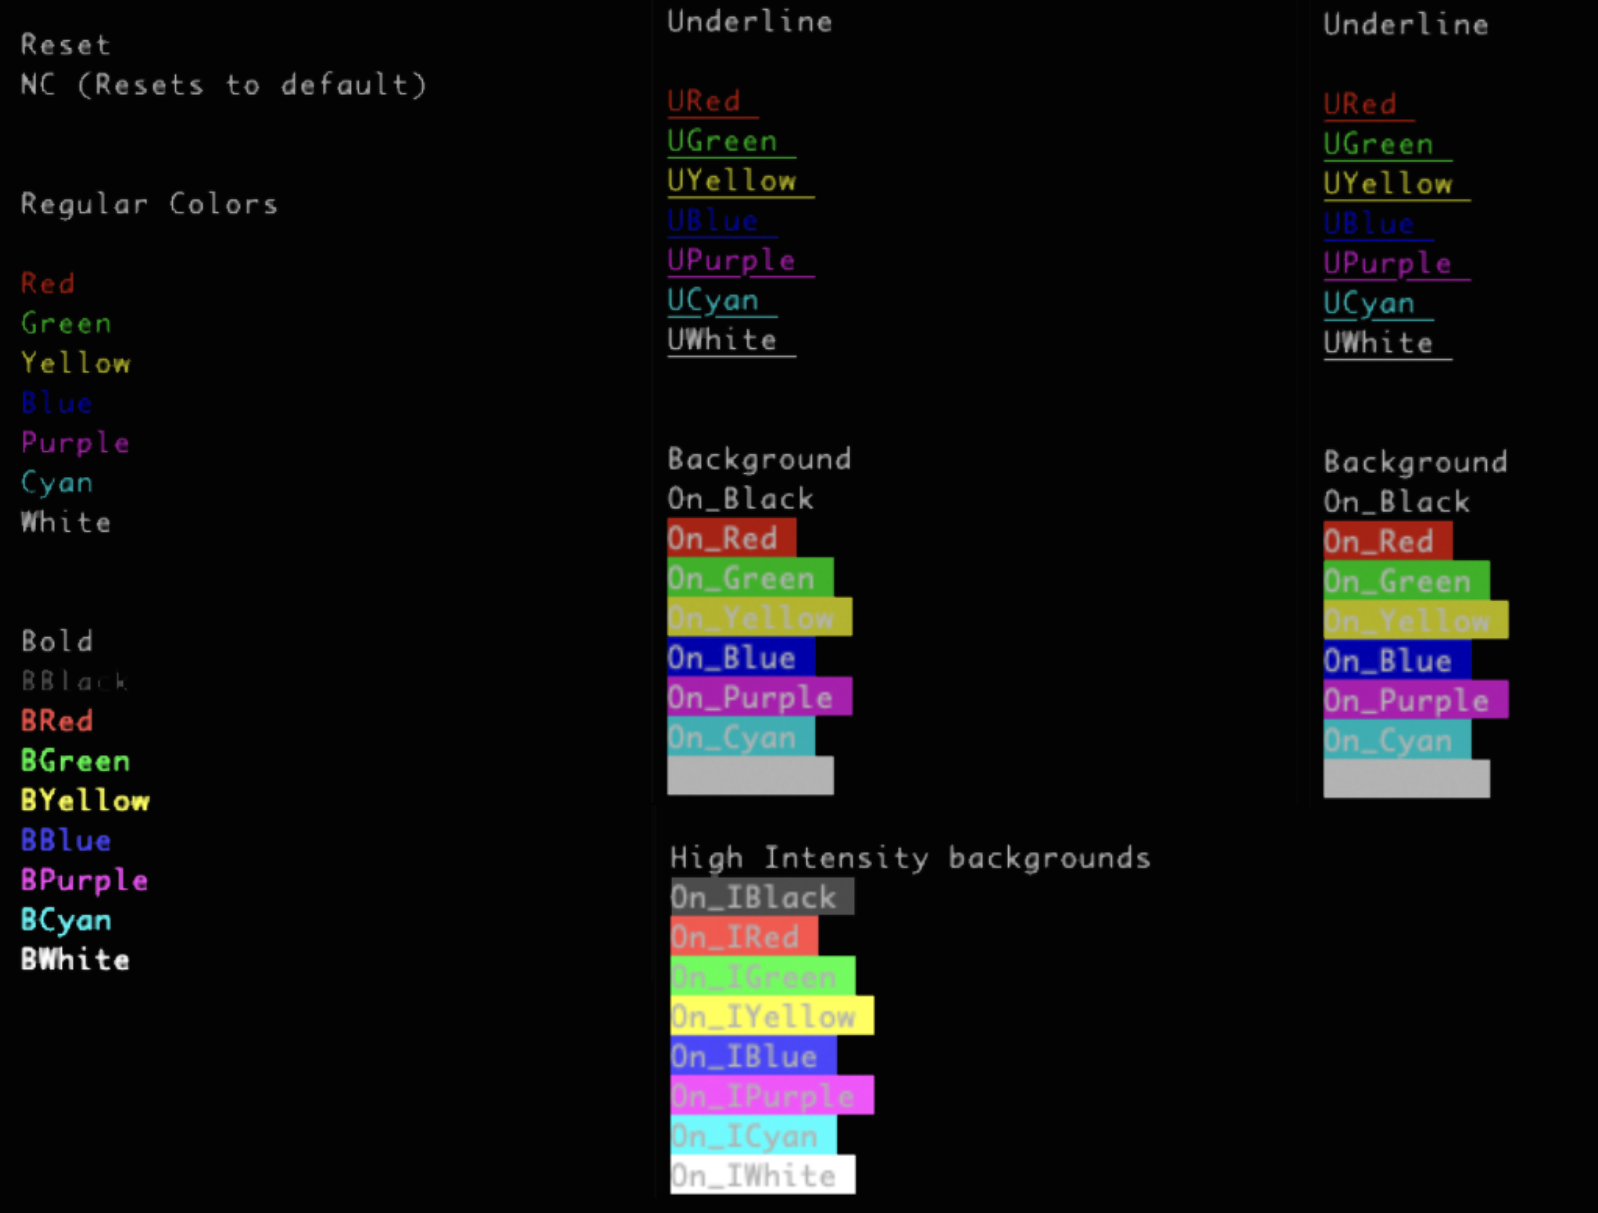 Reset
NC (Resets to default)
Regular Colors
Red
Green
Yellow
Blue
Purple
Cyan
White
Bold
BBlack
BRed
BGreen
BYellow
BBlue
BPurple
BCyan
BWhite
Underline
URed
UGreen
UYellow
UBlue
UPurple
UCyan
UWhite
Background
On_Black
On_Red
On_Green
On_Yellow
On_Blue
On_Purple
On_Cyan
High Intensity backgrounds
On_IBlack
On_IRed
On_IGreen
On_IYellow
On_IBlue
On_IPurple
On_ICyan
On_IWhite
Underline
URed
UGreen
UYellow
UBlue
UPurple
UCyan
UWhite
Background
On_Black
On_Red
On_Green
On_Yellow
On_Blue
On_Purple
On_Cyan